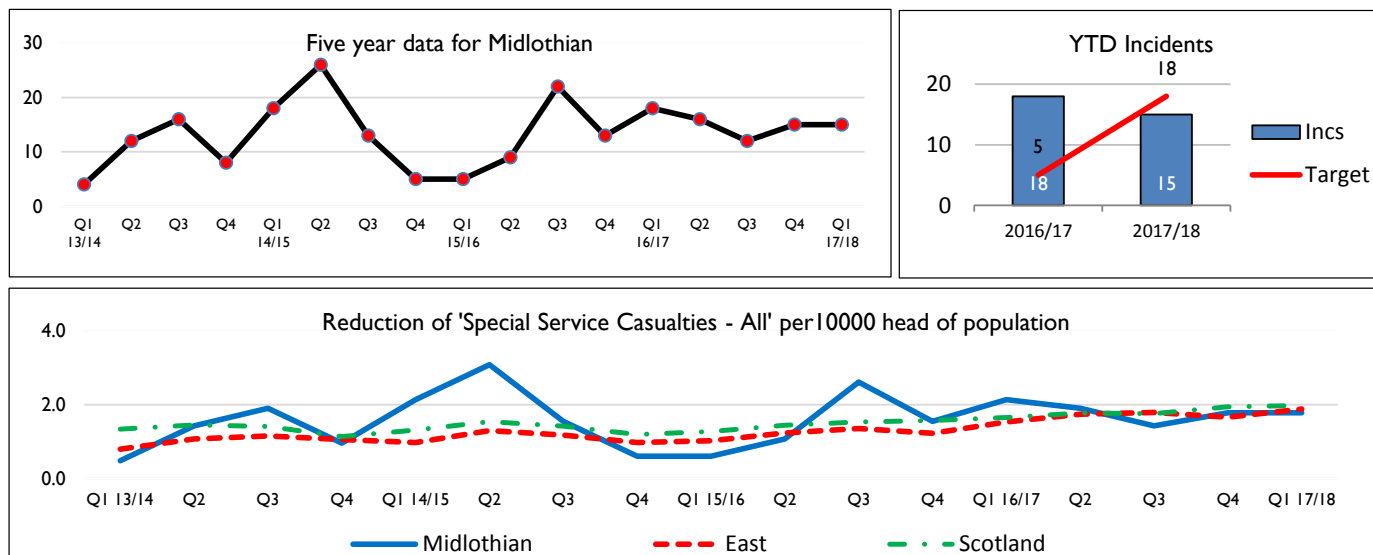 Five year data for Midlothian
30
20
10
0
Q1 Q2 Q3 Q4 Q1 Q2 Q3 Q4 Q1 Q2 Q3 Q4 Q1 Q2 Q3 Q4 Q1
13/14 14/15 15/16 16/17 17/18
YTD Incidents
18
20
5
10
18 15
0
2016/17 2017/18
Incs
Target
Reduction of 'Special Service Casualties - All' per10000 head of population
4.0
2.0
0.0
Q1 13/14 Q2 Q3 Q4 Q1 14/15 Q2 Q3 Q4 Q1 15/16 Q2 Q3 Q4 Q1 16/17 Q2 Q3 Q4 Q1 17/18
Midlothian East Scotland